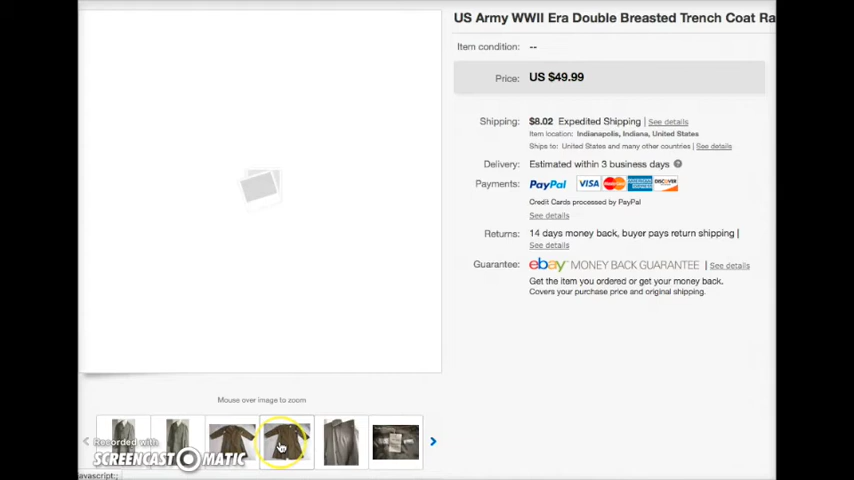 US Army WWII Era Double Breasted Trench Coat Ra
Item condition: --
Price: US $49.99
Shipping: $8.02 Expedited Shipping | See details
Item location: Indianapolis, Indiana, United States
Ships to: United States and many other countries | See details
Delivery: Estimated within 3 business days ?
Payments: PayPal VISA MasterCard AMERICAN EXPRESS DISCOVER
Credit Cards processed by PayPal
See details
Returns: 14 days money back, buyer pays return shipping |
See details
Guarantee: ebay MONEY BACK GUARANTEE | See details
Get the item you ordered or get your money back.
Covers your purchase price and original shipping.
Mouse over image to zoom
Recorded with
SCREENCAST MATIC
avascript:;